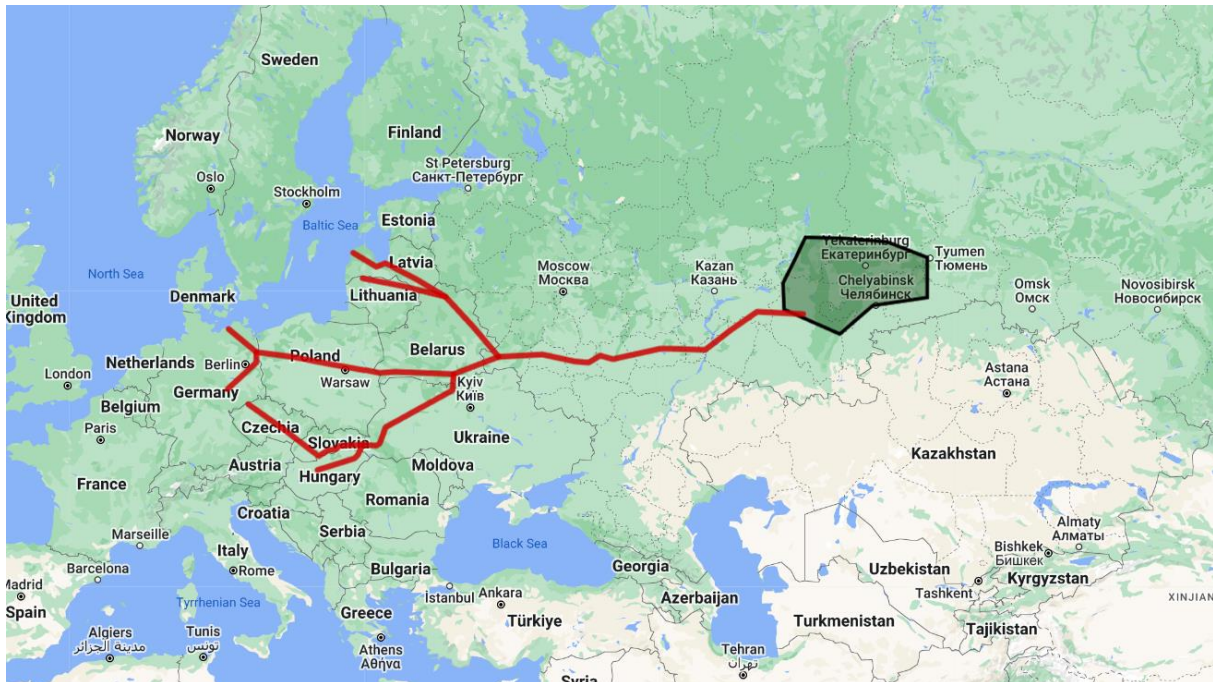 Sweden
Norway
Finland
Oslo
St Petersburg
Санкт-Петербург
Stockholm
Estonia
Baltic Sea
Yekaterinburg
Екатеринбург
Tyumen
Тюмень
Latvia
Moscow
Москва
Kazan
Казань
North Sea
Chelyabinsk
Челябинск
Omsk
Омск
Novosibirsk
Новосибирск
Denmark
Lithuania
United
Kingdom
Belarus
Netherlands
Berlin
Poland
Warsaw
London
Germany
Kyiv
Київ
Astana
Астана
Belgium
Paris
Czechia
Slovakia
Ukraine
Austria
Hungary
Moldova
Kazakhstan
France
Romania
Croatia
Serbia
Marseille
Black Sea
Almaty
Алматы
Italy
Bishkek
Бишкек
Barcelona
Rome
Bulgaria
Georgia
Uzbekistan
Kyrgyzstan
Madrid
Spain
Tyrrhenian Sea
Greece
İstanbul
Ankara
Türkiye
Azerbaijan
Tashkent
XINJIAN
Turkmenistan
Tajikistan
Algiers
مدينة الجزائر
Tunis
تونس
Athens
Αθήνα
Tehran
تهران
Syria